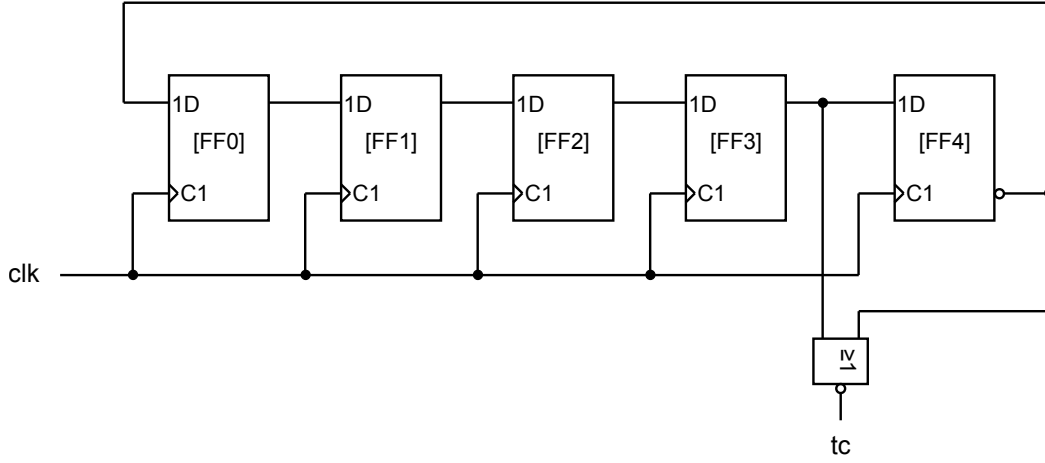 1D 1D 1D 1D 1D
[FF0] [FF1] [FF2] [FF3] [FF4]
C1 C1 C1 C1 C1
clk
≥1
tc